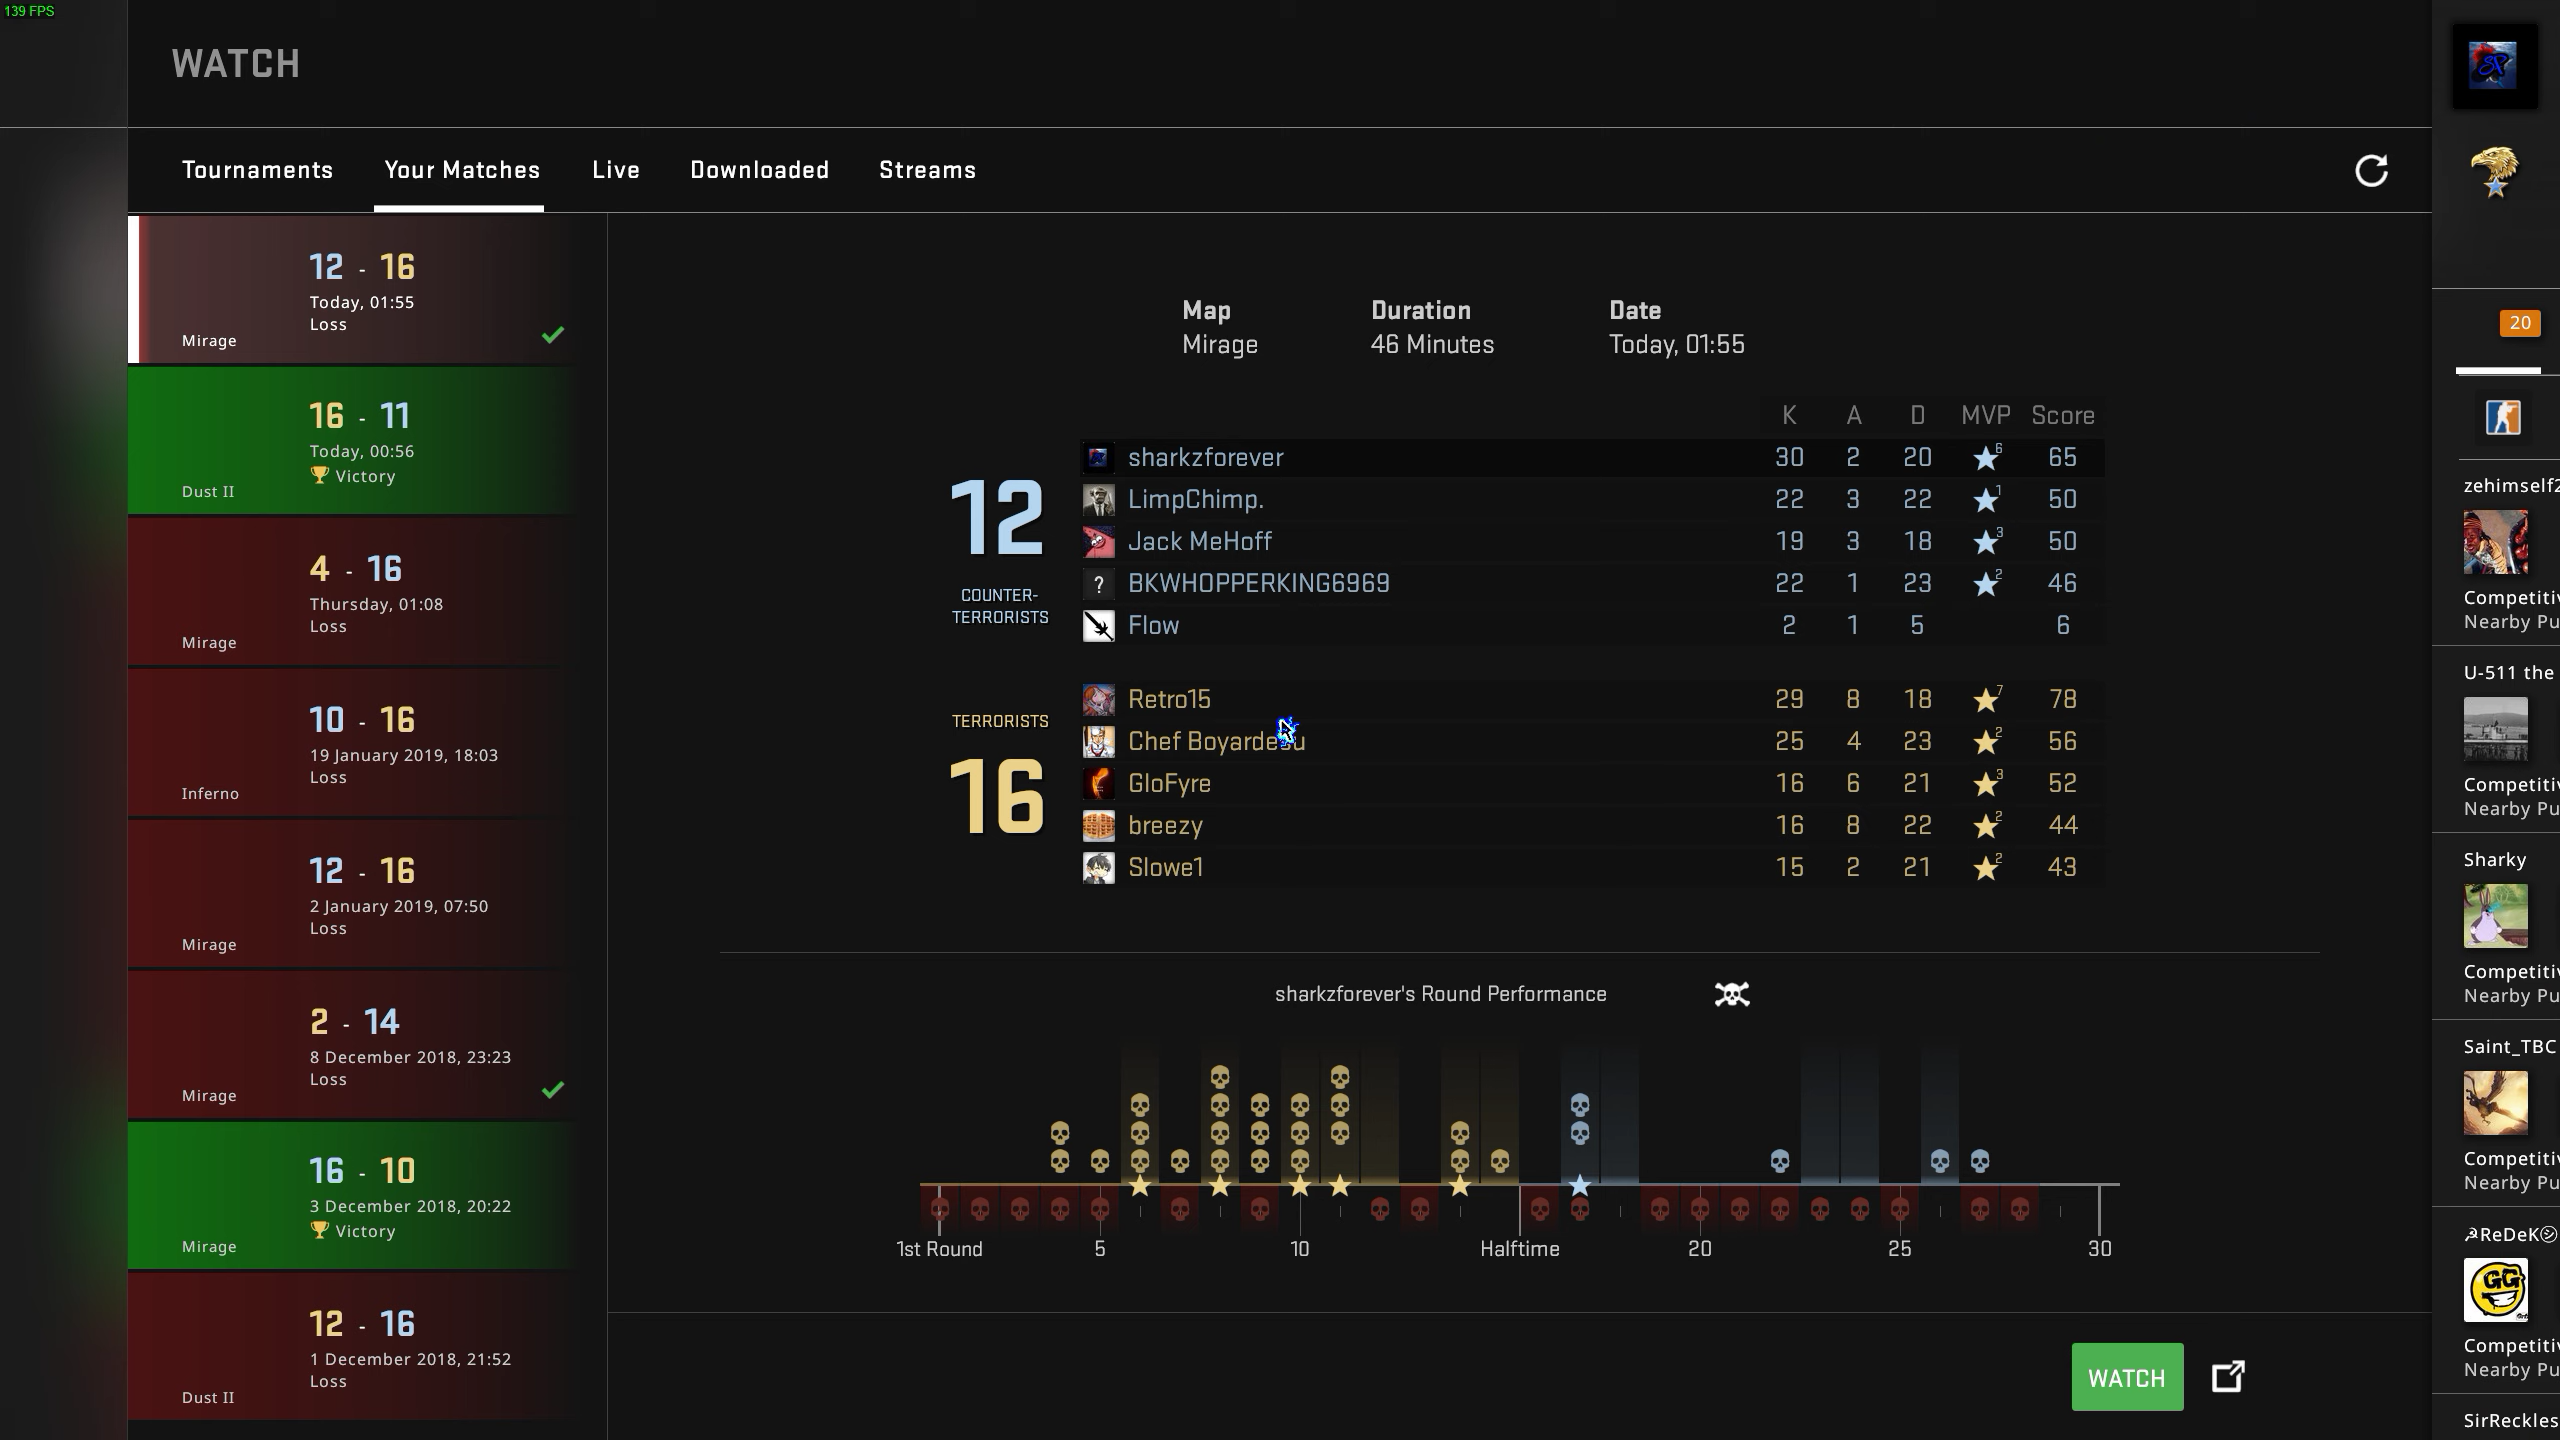 139 FPS
WATCH
Tournaments Your Matches Live Downloaded Streams
12 - 16
Today, 01:55
Loss
Mirage
16 - 11
Today, 00:56
Victory
Dust II
4 - 16
Thursday, 01:08
Loss
Mirage
10 - 16
19 January 2019, 18:03
Loss
Inferno
12 - 16
2 January 2019, 07:50
Loss
Mirage
2 - 14
8 December 2018, 23:23
Loss
Mirage
16 - 10
3 December 2018, 20:22
Victory
Mirage
12 - 16
1 December 2018, 21:52
Loss
Dust II
Map Duration Date
Mirage 46 Minutes Today, 01:55
K A D MVP Score
12
COUNTER-
TERRORISTS
sharkzforever 30 2 20 6 65
LimpChimp. 22 3 22 1 50
Jack MeHoff 19 3 18 3 50
? BKWHOPPERKING6969 22 1 23 2 46
Flow 2 1 5 6
TERRORISTS
16
Retro15 29 8 18 7 78
Chef 25 4 23 2 56
GloFyre 16 6 21 3 52
breezy 16 8 22 2 44
Slowe1 15 2 21 2 43
sharkzforever's Round Performance
1st Round 5 10 Halftime 20 25 30
WATCH
SP
20
zehimself2
Competitiv
Nearby Pu
U-511 the
Competitiv
Nearby Pu
Sharky
Competitiv
Nearby Pu
Saint_TBC
Competitiv
Nearby Pu
GG
Competitiv
Nearby Pu
SirReckles